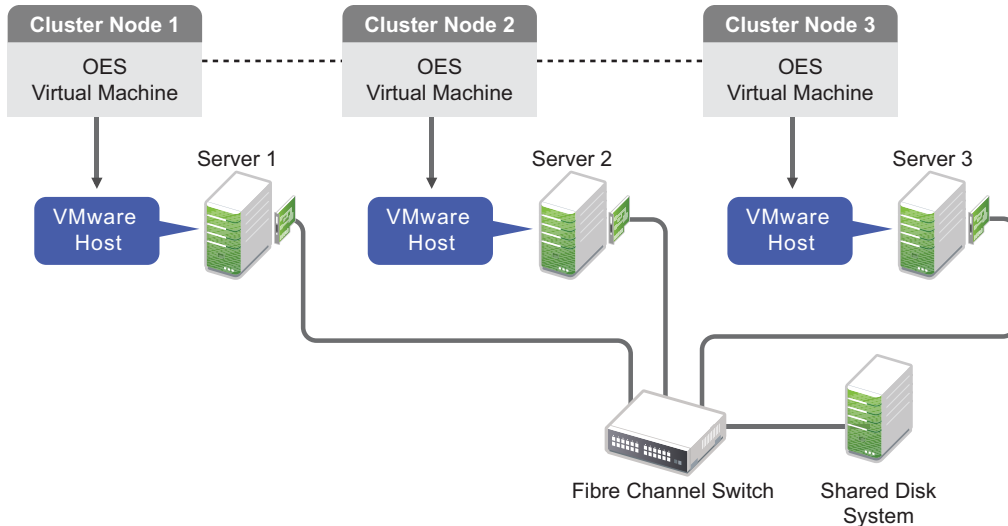 Cluster Node 1
OES
Virtual Machine
Cluster Node 2
OES
Virtual Machine
Cluster Node 3
OES
Virtual Machine
Server 1
VMware
Host
Server 2
VMware
Host
Server 3
VMware
Host
Fibre Channel Switch
Shared Disk
System